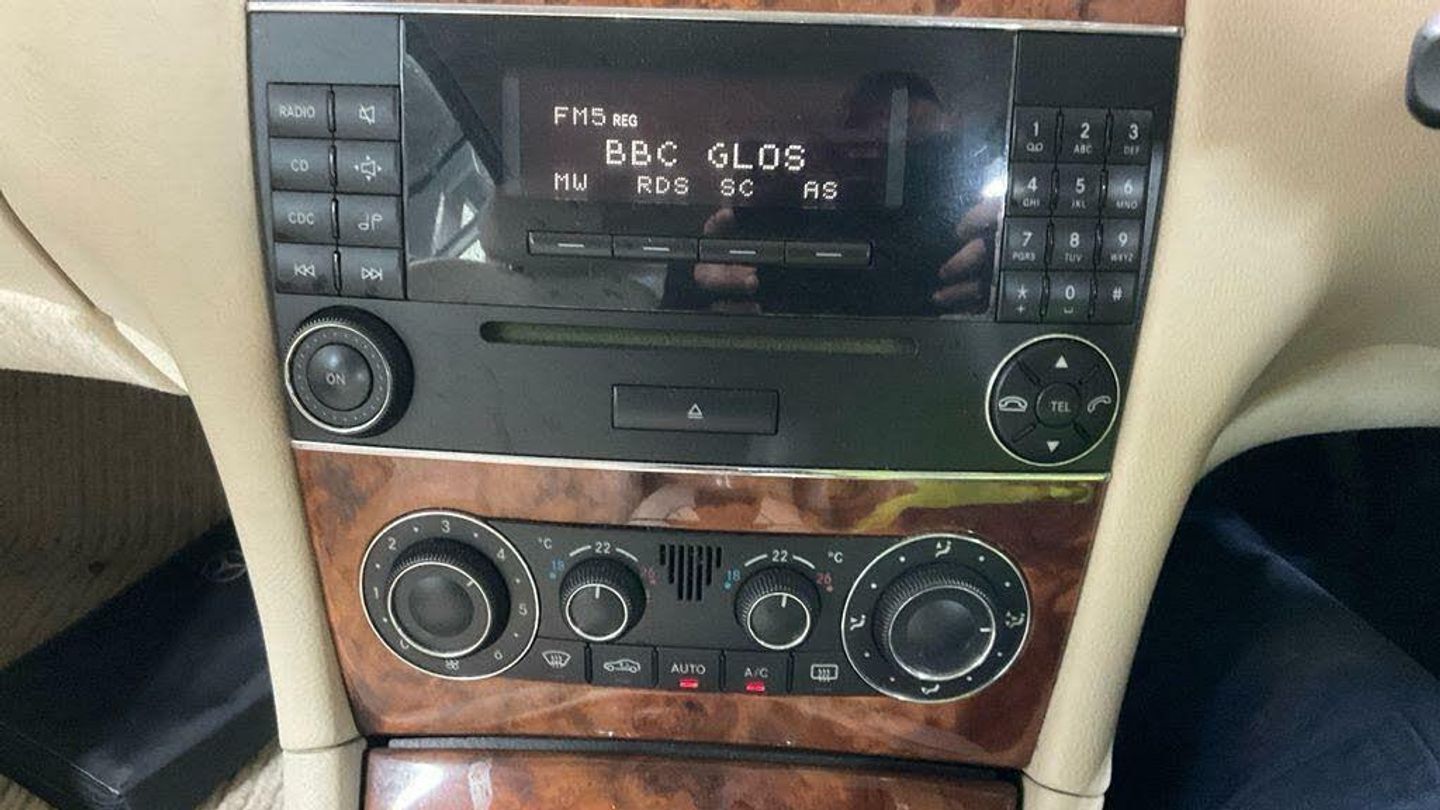 FM5 REG
BBC GLOS
MW RDS SC AS
RADIO
CD
CDC
ON
1
2 ABC
3 DEF
4 GHI
5 JKL
6 MNO
7 PQRS
8 TUV
9 WXYZ
* +
0
#
TEL
1 2 3 4 5 6
°C 18 22 26
18 22 26 °C
0
AUTO A/C